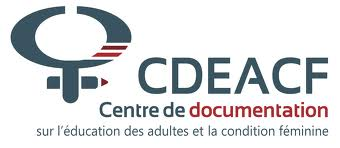 CDEACF
Centre de documentation
sur l'éducation des adultes et la condition féminine